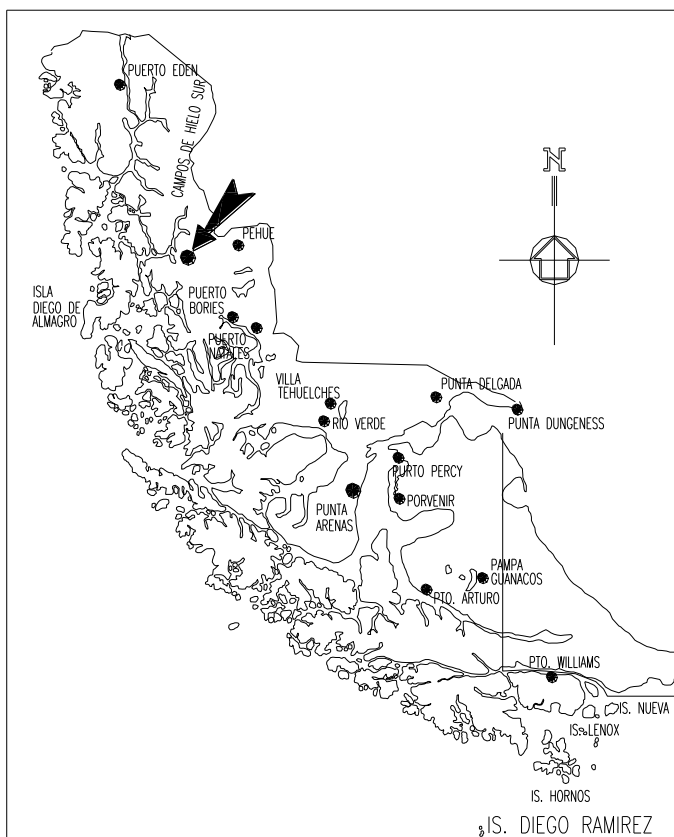 PUERTO EDEN
CAMPOS DE HIELO SUR
N
PEHUE
ISLA
DIEGO DE
ALMAGRO
PUERTO
BORIES
PUERTO
NATALES
VILLA
TEHUELCHES
PUNTA DELGADA
RIO VERDE
PUNTA DUNGENESS
PURTO PERCY
PUNTA
ARENAS
PORVENIR
PAMPA
GUANACOS
PTO. ARTURO
PTO. WILLIAMS
IS. NUEVA
IS. LENOX
IS. HORNOS
IS. DIEGO RAMIREZ